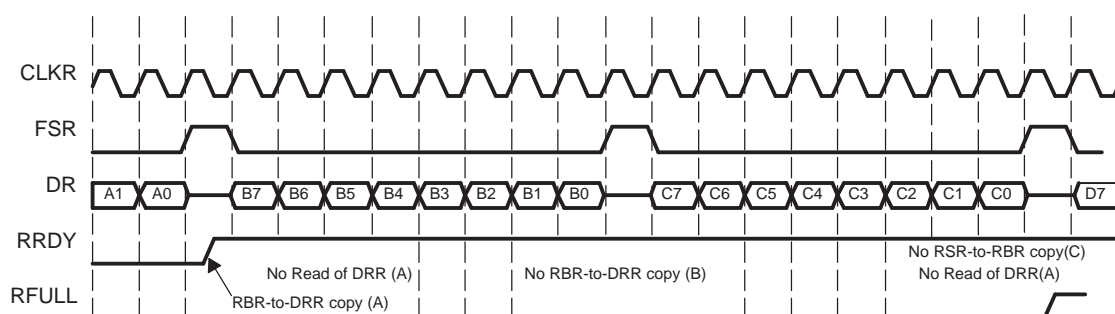 CLKR
FSR
DR A1 A0 B7 B6 B5 B4 B3 B2 B1 B0 C7 C6 C5 C4 C3 C2 C1 C0 D7
RRDY
No RSR-to-RBR copy(C)
No Read of DRR (A) No RBR-to-DRR copy (B) No Read of DRR(A)
RBR-to-DRR copy (A)
RFULL